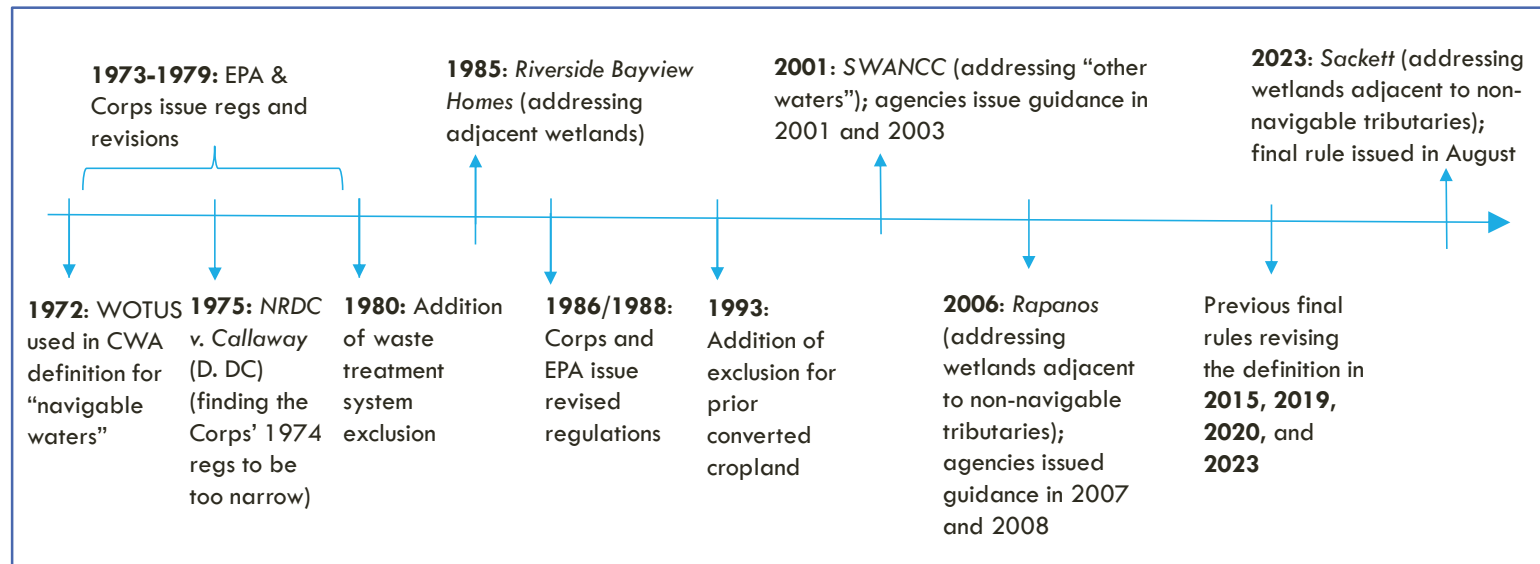 1973-1979: EPA &
Corps issue regs and
revisions
1985: Riverside Bayview
Homes (addressing
adjacent wetlands)
2001: SWANCC (addressing “other
waters”); agencies issue guidance in
2001 and 2003
2023: Sackett (addressing
wetlands adjacent to non-
navigable tributaries);
final rule issued in August
1972: WOTUS
used in CWA
definition for
“navigable
waters”
1975: NRDC
v. Callaway
(D. DC)
(finding the
Corps’ 1974
regs to be
too narrow)
1980: Addition
of waste
treatment
system
exclusion
1986/1988:
Corps and
EPA issue
revised
regulations
1993:
Addition of
exclusion for
prior
converted
cropland
2006: Rapanos
(addressing
wetlands adjacent
to non-navigable
tributaries);
agencies issued
guidance in 2007
and 2008
Previous final
rules revising
the definition in
2015, 2019,
2020, and
2023